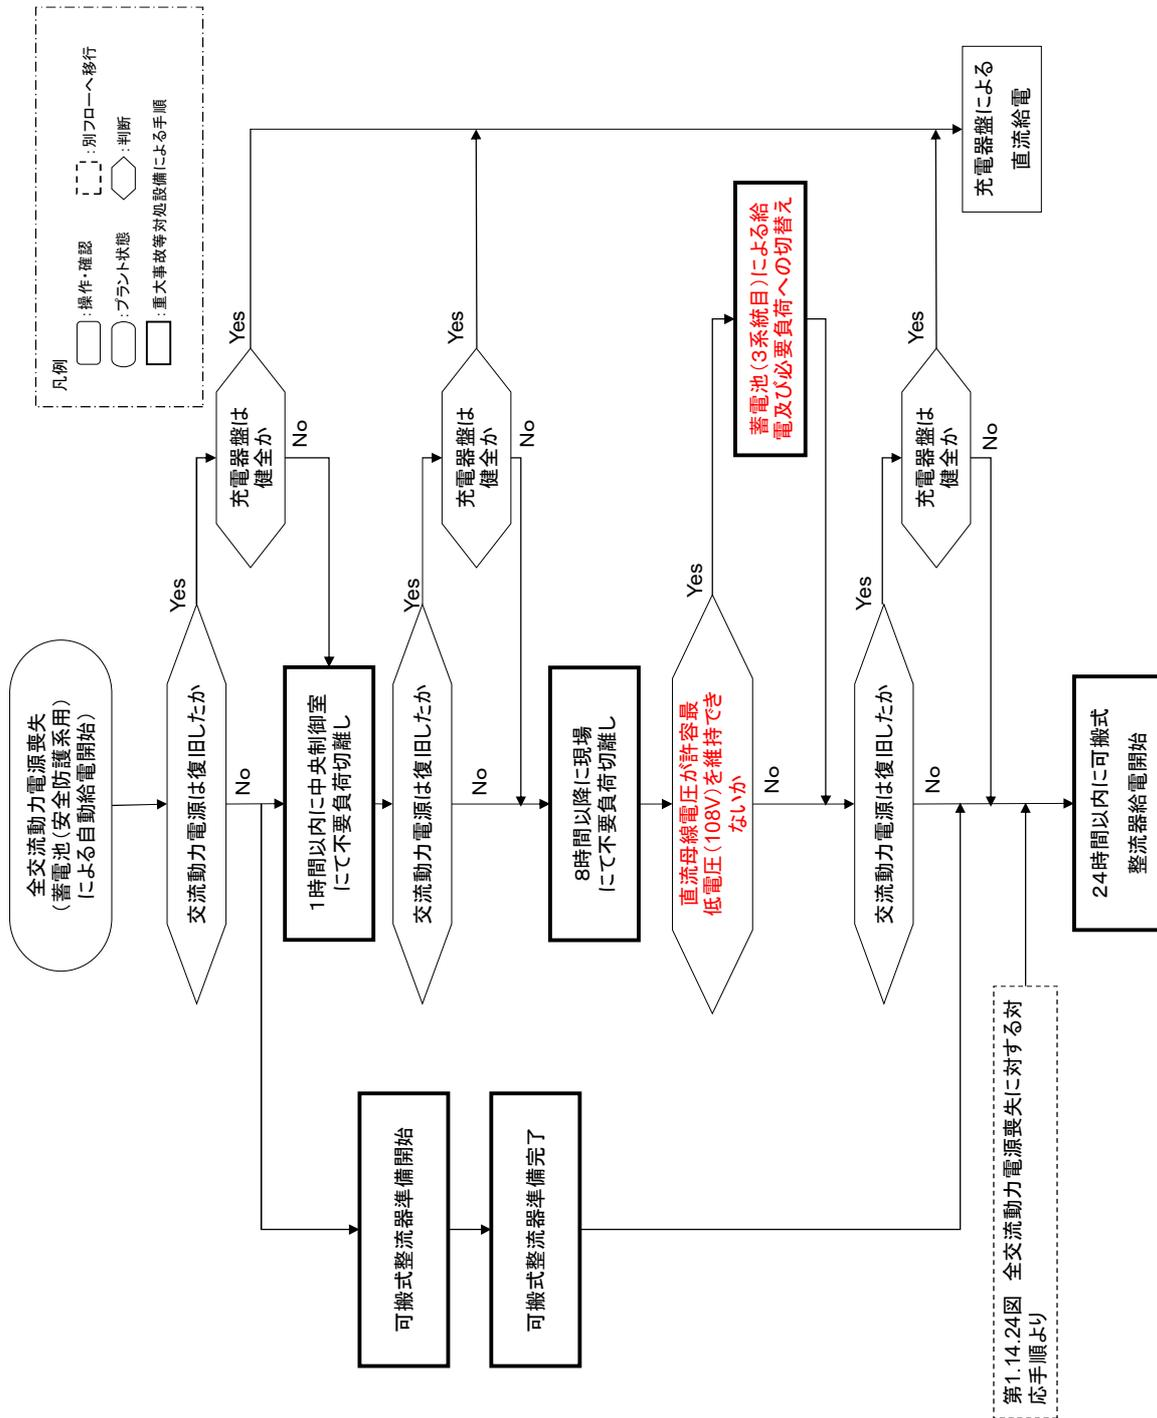 凡例
:操作・確認
:別フローへ移行
:プラント状態
:判断
:重大事故等対処設備による手順
全交流動力電源喪失
(蓄電池(安全防護系用)
による自動給電開始)
交流動力電源は復旧したか
Yes
No
充電器盤は
健全か
Yes
No
1時間以内に中央制御室
にて不要負荷切離し
交流動力電源は復旧したか
Yes
No
充電器盤は
健全か
Yes
No
8時間以降に現場
にて不要負荷切離し
直流母線電圧が許容最
低電圧(108V)を維持でき
ないか
Yes
No
蓄電池(3系統目)による給
電及び必要負荷への切替え
交流動力電源は復旧したか
Yes
No
充電器盤は
健全か
Yes
No
充電器盤による
直流給電
可搬式整流器準備開始
可搬式整流器準備完了
第1.14.24図 全交流動力電源喪失に対する対
応手順より
24時間以内に可搬式
整流器給電開始